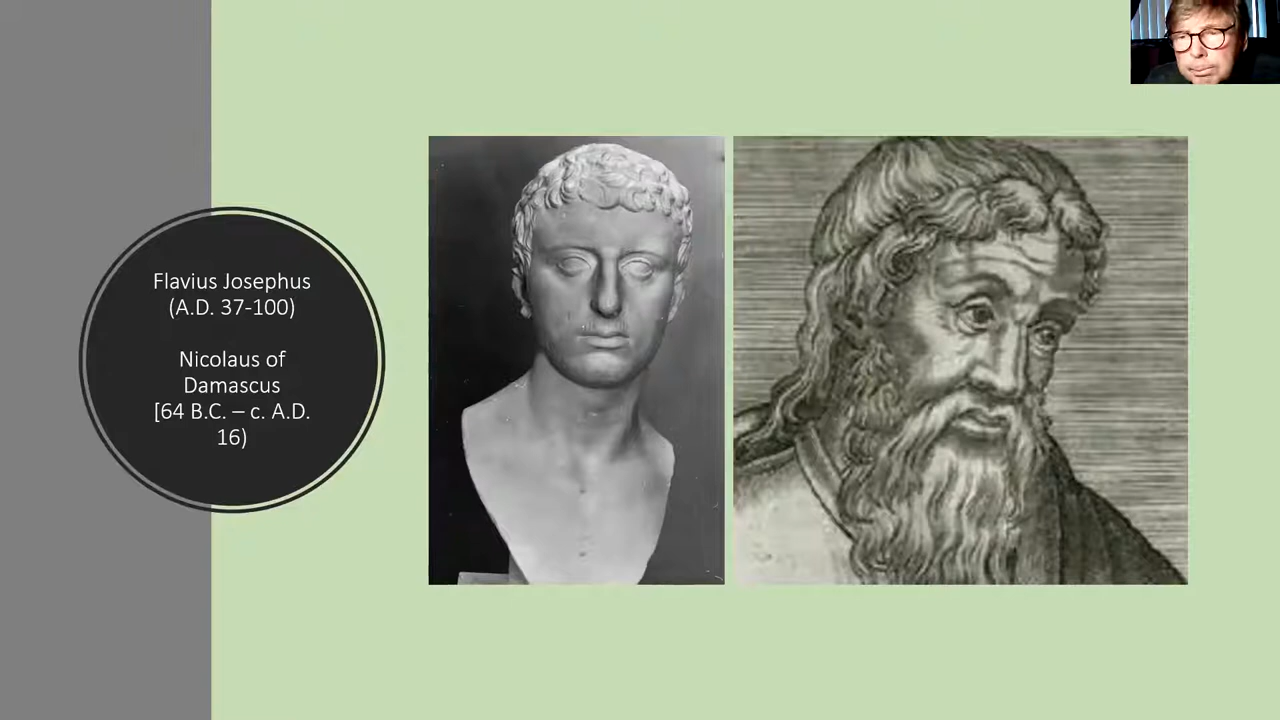 Flavius Josephus
(A.D. 37-100)
Nicolaus of
Damascus
[64 B.C. – c. A.D.
16)